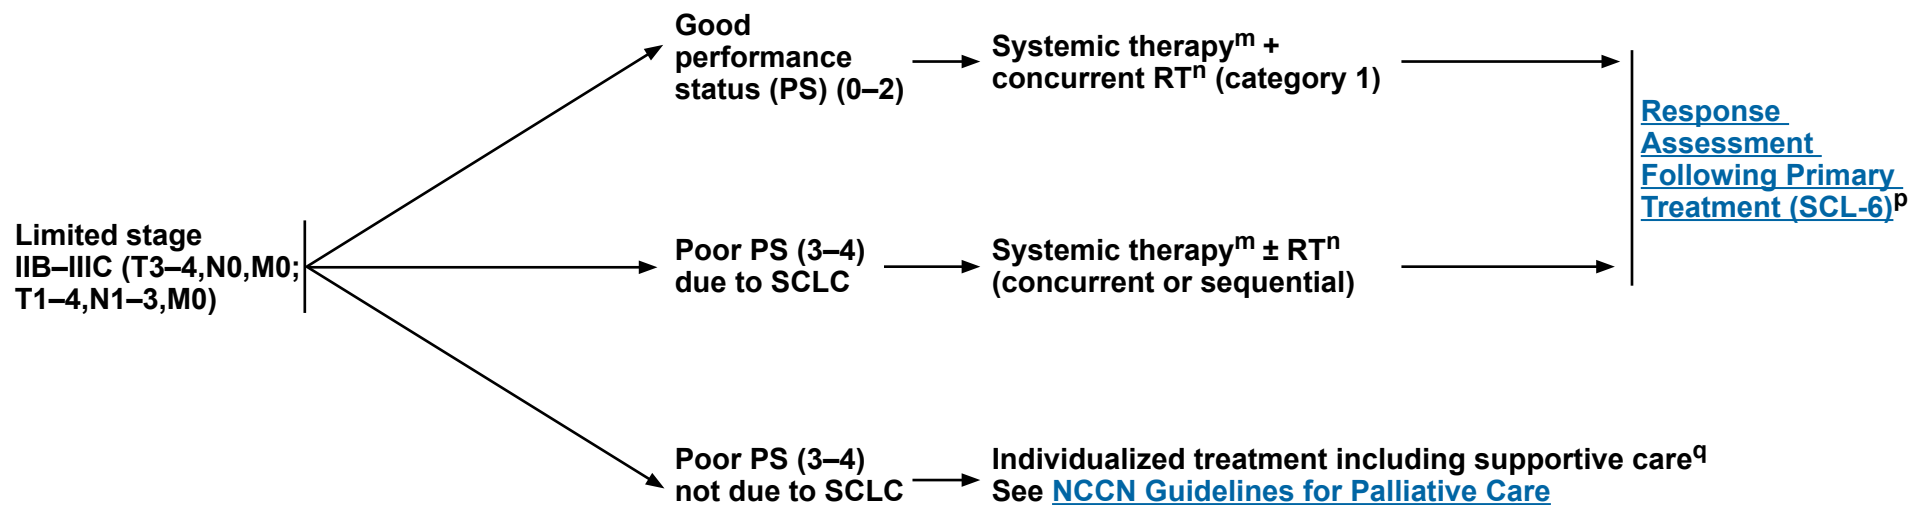 Limited stage
IIB–IIIC (T3–4,N0,M0;
T1–4,N1–3,M0)
Good
performance
status (PS) (0–2)
Systemic therapyᵐ +
concurrent RTⁿ (category 1)
Poor PS (3–4)
due to SCLC
Systemic therapyᵐ ± RTⁿ
(concurrent or sequential)
Response
Assessment
Following Primary
Treatment (SCL-6)ᵖ
Poor PS (3–4)
not due to SCLC
Individualized treatment including supportive care^q
See NCCN Guidelines for Palliative Care